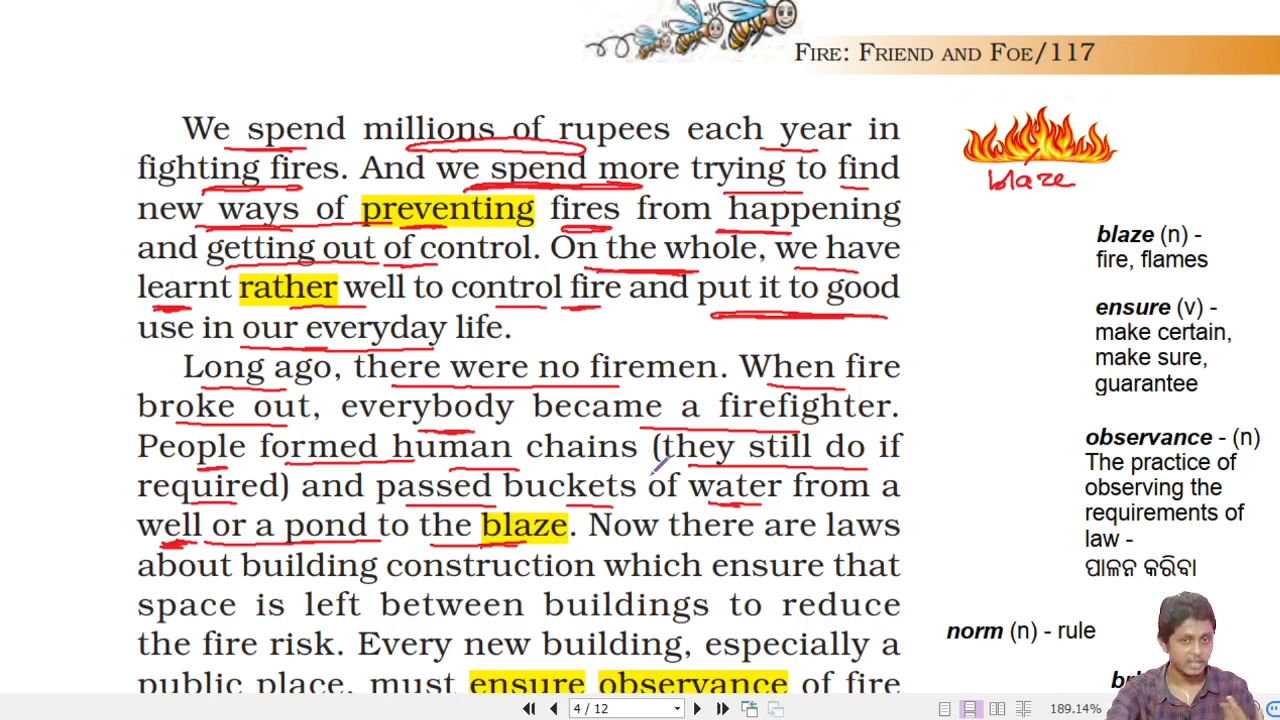 FIRE: FRIEND AND FOE/117
We spend millions of rupees each year in
fighting fires. And we spend more trying to find
new ways of preventing fires from happening
and getting out of control. On the whole, we have
learnt rather well to control fire and put it to good
use in our everyday life.
Long ago, there were no firemen. When fire
broke out, everybody became a firefighter.
People formed human chains (they still do if
required) and passed buckets of water from a
well or a pond to the blaze. Now there are laws
about building construction which ensure that
space is left between buildings to reduce
the fire risk. Every new building, especially a
public place, must ensure observance of fire
blaze
blaze (n) -
fire, flames
ensure (v) -
make certain,
make sure,
guarantee
observance - (n)
The practice of
observing the
requirements of
law -
ପାଳନ କରିବା
norm (n) - rule
4 / 12
189.14%